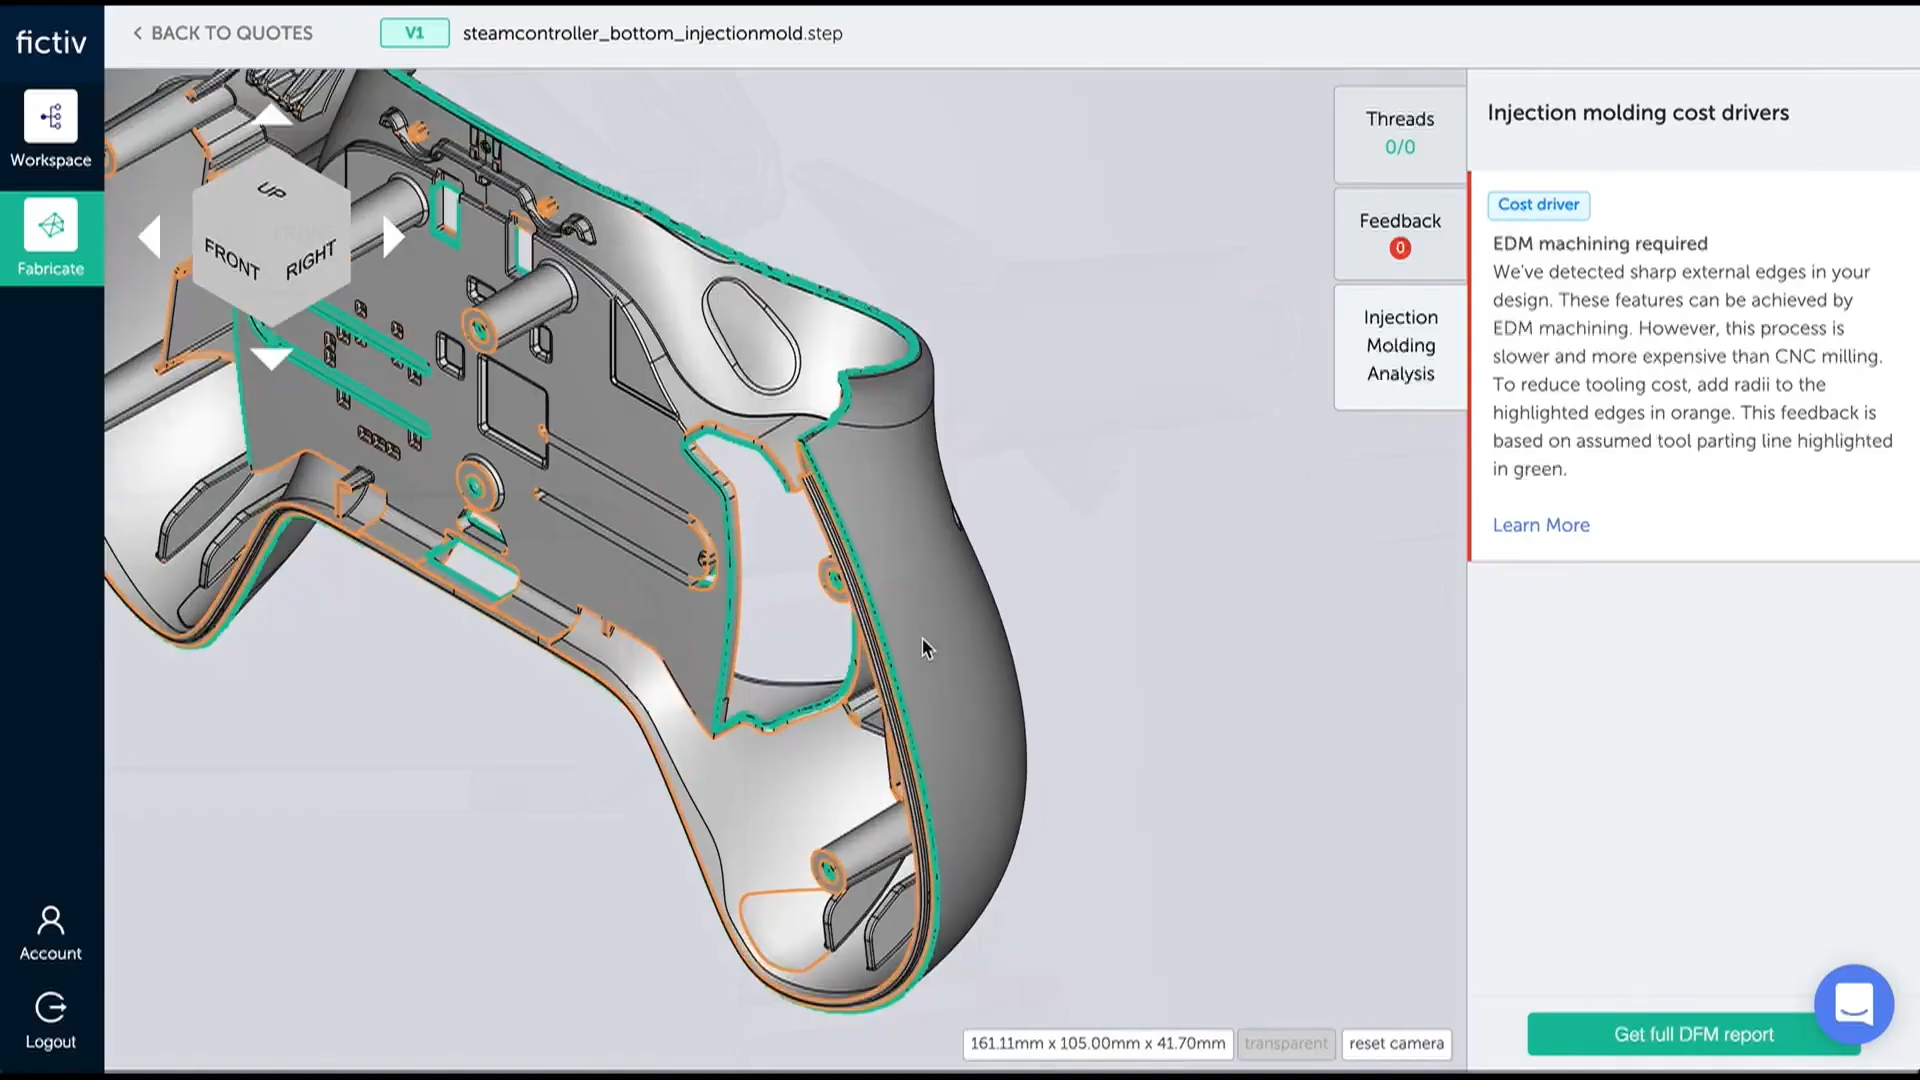 fictiv
BACK TO QUOTES
V1
steamcontroller_bottom_injectionmold.step
Workspace
Fabricate
Account
Logout
UP
FRONT
RIGHT
Threads
0/0
Feedback
0
Injection
Molding
Analysis
Injection molding cost drivers
Cost driver
EDM machining required
We've detected sharp external edges in your
design. These features can be achieved by
EDM machining. However, this process is
slower and more expensive than CNC milling.
To reduce tooling cost, add radii to the
highlighted edges in orange. This feedback is
based on assumed tool parting line highlighted
in green.
Learn More
161.11mm x 105.00mm x 41.70mm
transparent
reset camera
Get full DFM report